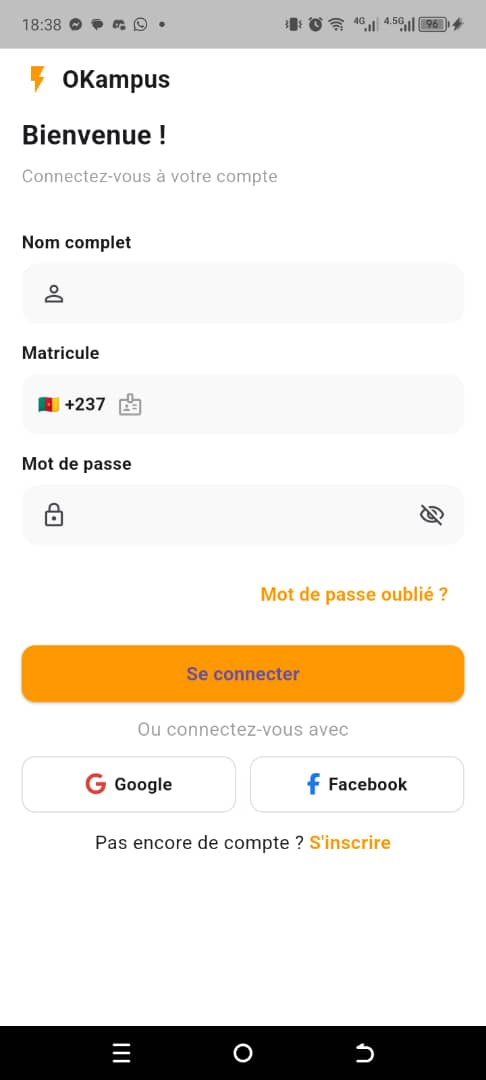 18:38 4G 4.5G 96
OKampus
Bienvenue !
Connectez-vous à votre compte
Nom complet
Matricule
+237
Mot de passe
Mot de passe oublié ?
Se connecter
Ou connectez-vous avec
Google Facebook
Pas encore de compte ? S'inscrire